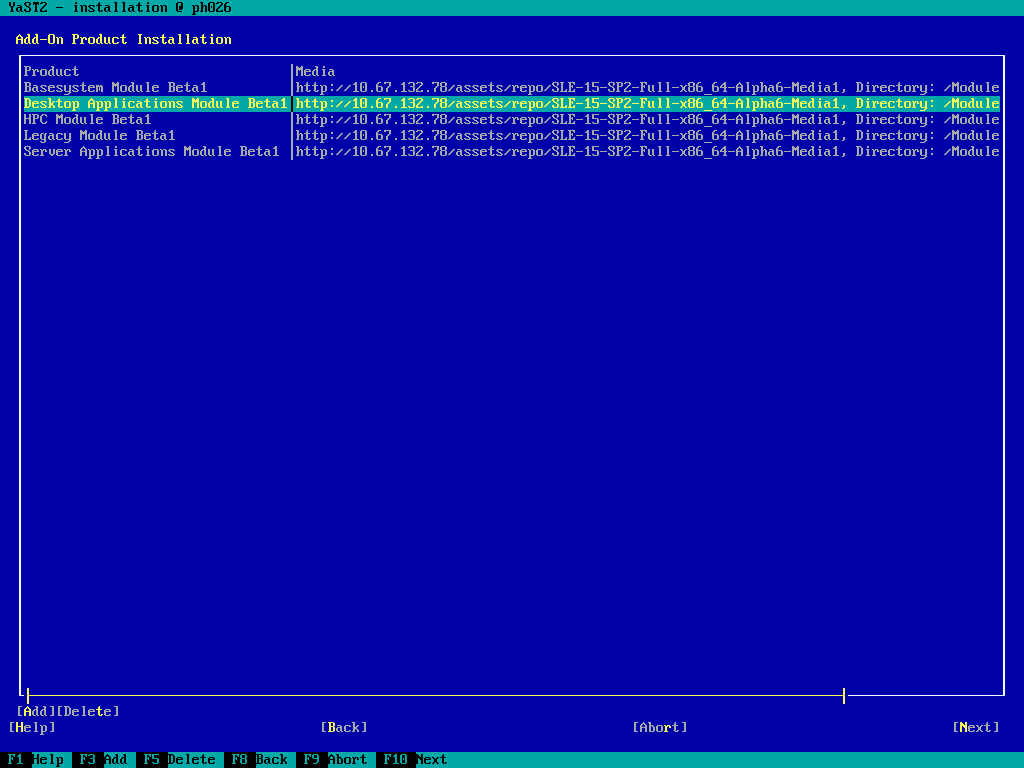 YaST2 - installation @ ph026
Add-On Product Installation
Product |Media
Basesystem Module Beta1 |http://10.67.132.78/assets/repo/SLE-15-SP2-Full-x86_64-Alpha6-Media1, Directory: /Module
Desktop Applications Module Beta1|http://10.67.132.78/assets/repo/SLE-15-SP2-Full-x86_64-Alpha6-Media1, Directory: /Module
HPC Module Beta1 |http://10.67.132.78/assets/repo/SLE-15-SP2-Full-x86_64-Alpha6-Media1, Directory: /Module
Legacy Module Beta1 |http://10.67.132.78/assets/repo/SLE-15-SP2-Full-x86_64-Alpha6-Media1, Directory: /Module
Server Applications Module Beta1 |http://10.67.132.78/assets/repo/SLE-15-SP2-Full-x86_64-Alpha6-Media1, Directory: /Module
[Add][Delete]
[Help] [Back] [Abort] [Next]
F1 Help F3 Add F5 Delete F8 Back F9 Abort F10 Next